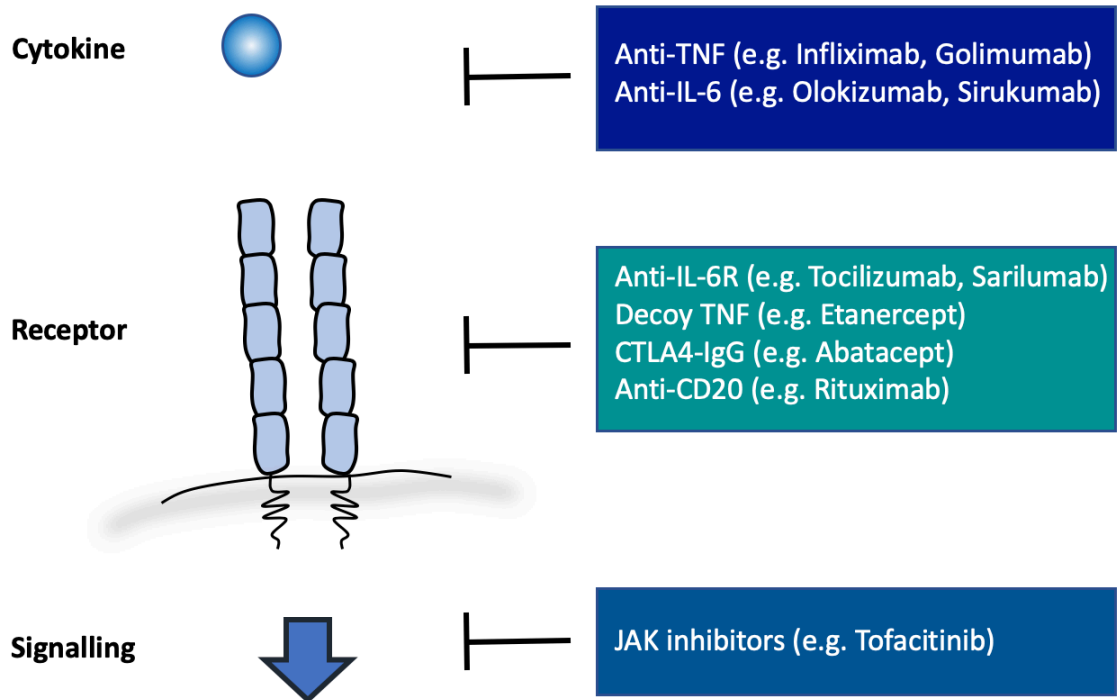 Cytokine
Anti-TNF (e.g. Infliximab, Golimumab)
Anti-IL-6 (e.g. Olokizumab, Sirukumab)
Receptor
Anti-IL-6R (e.g. Tocilizumab, Sarilumab)
Decoy TNF (e.g. Etanercept)
CTLA4-IgG (e.g. Abatacept)
Anti-CD20 (e.g. Rituximab)
Signalling
JAK inhibitors (e.g. Tofacitinib)